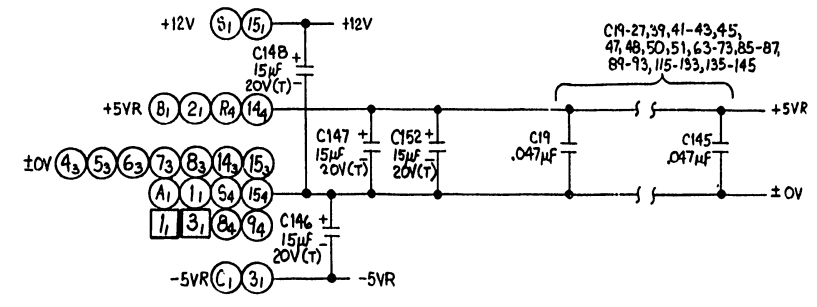 +12V S₁ 15₁ +12V
C148 +
15µF
20V(T) −
C19-27, 39, 41-43, 45,
47, 48, 50, 51, 63-73, 85-87,
89-93, 115-133, 135-145
+5VR B₁ 2₁ R₄ 14₄ +5VR
C147 +
15µF
20V(T) −
C152 +
15µF
20V(T) −
C19
.047µF
C145
.047µF
±0V 4₃ 5₃ 6₃ 7₃ 8₃ 14₃ 15₃
A₁ 1₁ S₄ 15₄ ±0V
1₁ 3₁ 8₄ 9₄
C146 +
15µF −
20V(T)
−5VR C₁ 3₁ −5VR